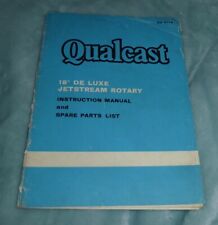 Qualcast
18" DE LUXE
JETSTREAM ROTARY
INSTRUCTION MANUAL
and
SPARE PARTS LIST